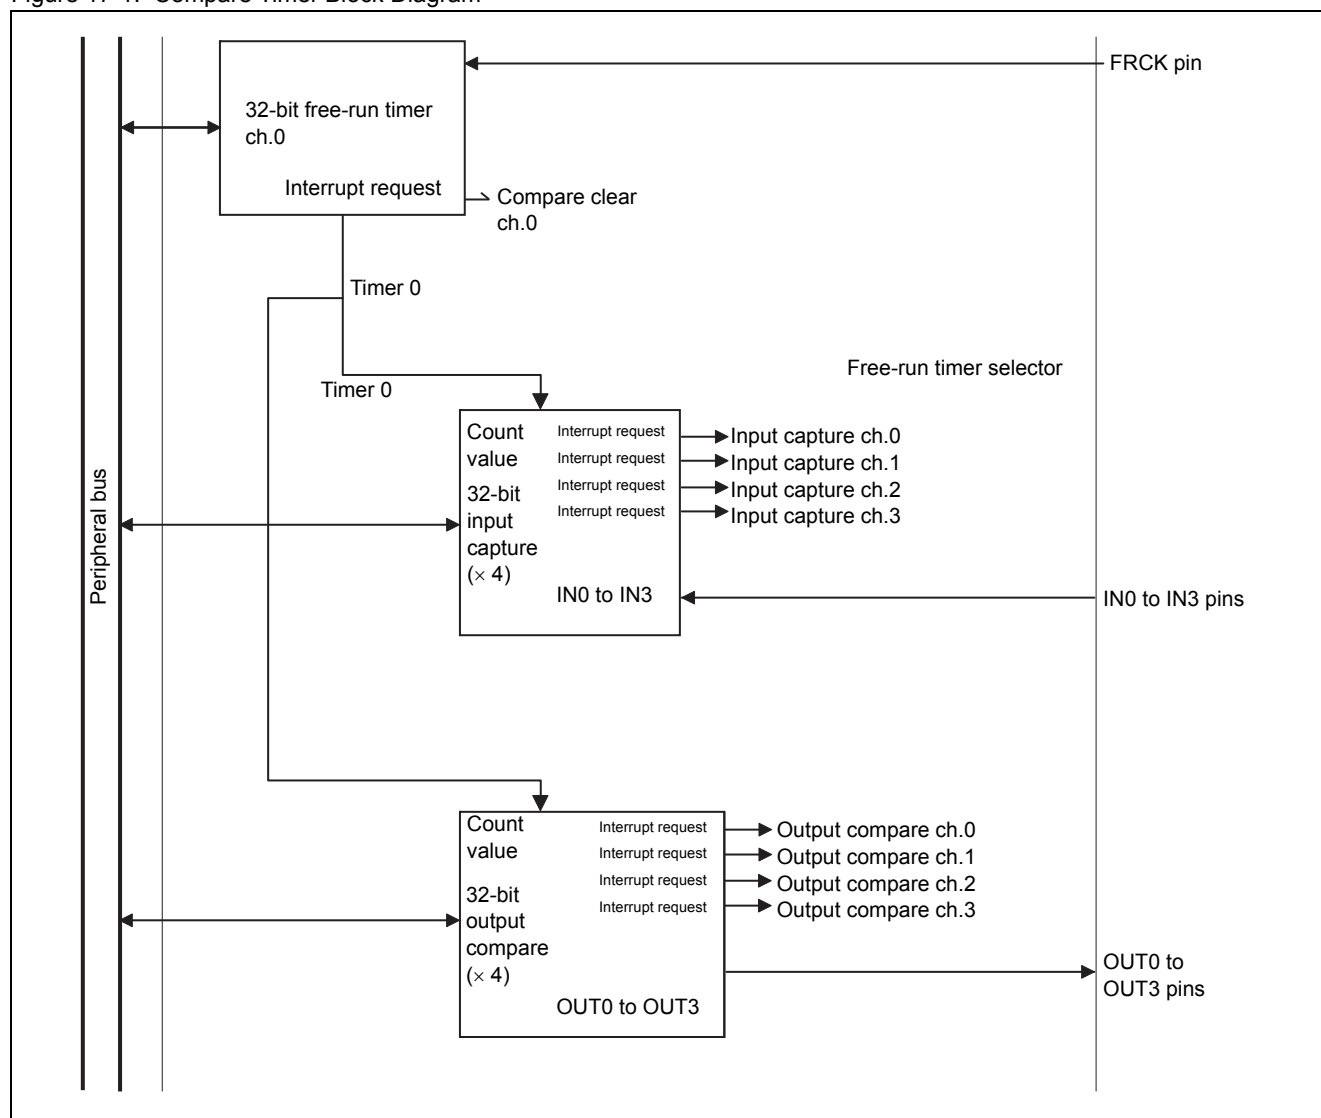 Figure 17-1. Compare Timer Block Diagram
FRCK pin
32-bit free-run timer
ch.0
Interrupt request
Compare clear
ch.0
Timer 0
Timer 0
Free-run timer selector
Peripheral bus
Count
value
32-bit
input
capture
(× 4)
Interrupt request
Interrupt request
Interrupt request
Interrupt request
Input capture ch.0
Input capture ch.1
Input capture ch.2
Input capture ch.3
IN0 to IN3
IN0 to IN3 pins
Count
value
32-bit
output
compare
(× 4)
Interrupt request
Interrupt request
Interrupt request
Interrupt request
Output compare ch.0
Output compare ch.1
Output compare ch.2
Output compare ch.3
OUT0 to OUT3
OUT0 to
OUT3 pins